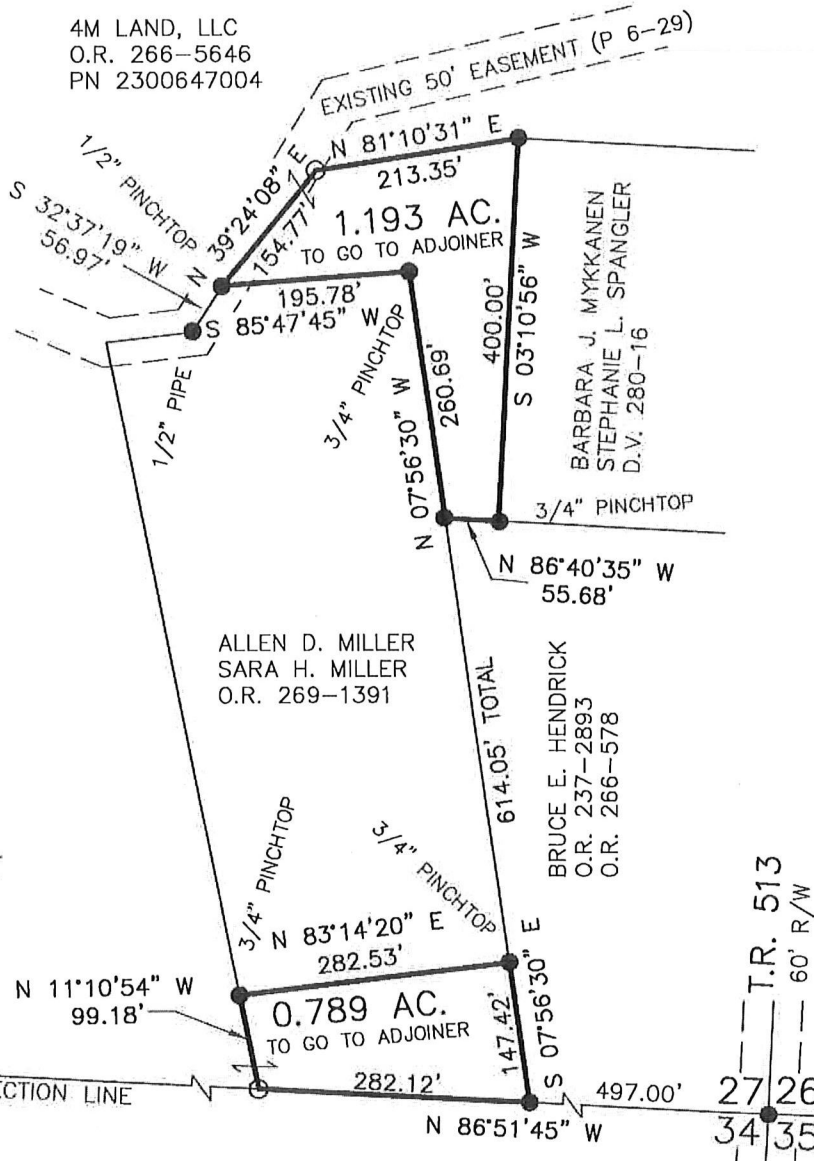 4M LAND, LLC
O.R. 266-5646
PN 2300647004
EXISTING 50' EASEMENT (P 6-29)
1/2" PINCHTOP
S 32°37'19" W
56.97'
N 39°24'08" E
154.77'
N 81°10'31" E
213.35'
1.193 AC.
TO GO TO ADJOINER
195.78'
S 85°47'45" W
1/2" PIPE
3/4" PINCHTOP
N 07°56'30" W
260.69'
400.00'
S 03°10'56" W
BARBARA J. MYKKANEN
STEPHANIE L. SPANGLER
D.V. 280-16
3/4" PINCHTOP
N 86°40'35" W
55.68'
ALLEN D. MILLER
SARA H. MILLER
O.R. 269-1391
614.05' TOTAL
BRUCE E. HENDRICK
O.R. 237-2893
O.R. 266-578
3/4" PINCHTOP
3/4" PINCHTOP
N 83°14'20" E
282.53'
N 11°10'54" W
99.18'
0.789 AC.
TO GO TO ADJOINER
147.42'
S 07°56'30" E
T.R. 513
60' R/W
ECTION LINE
282.12'
N 86°51'45" W
497.00'
27 26
34 35